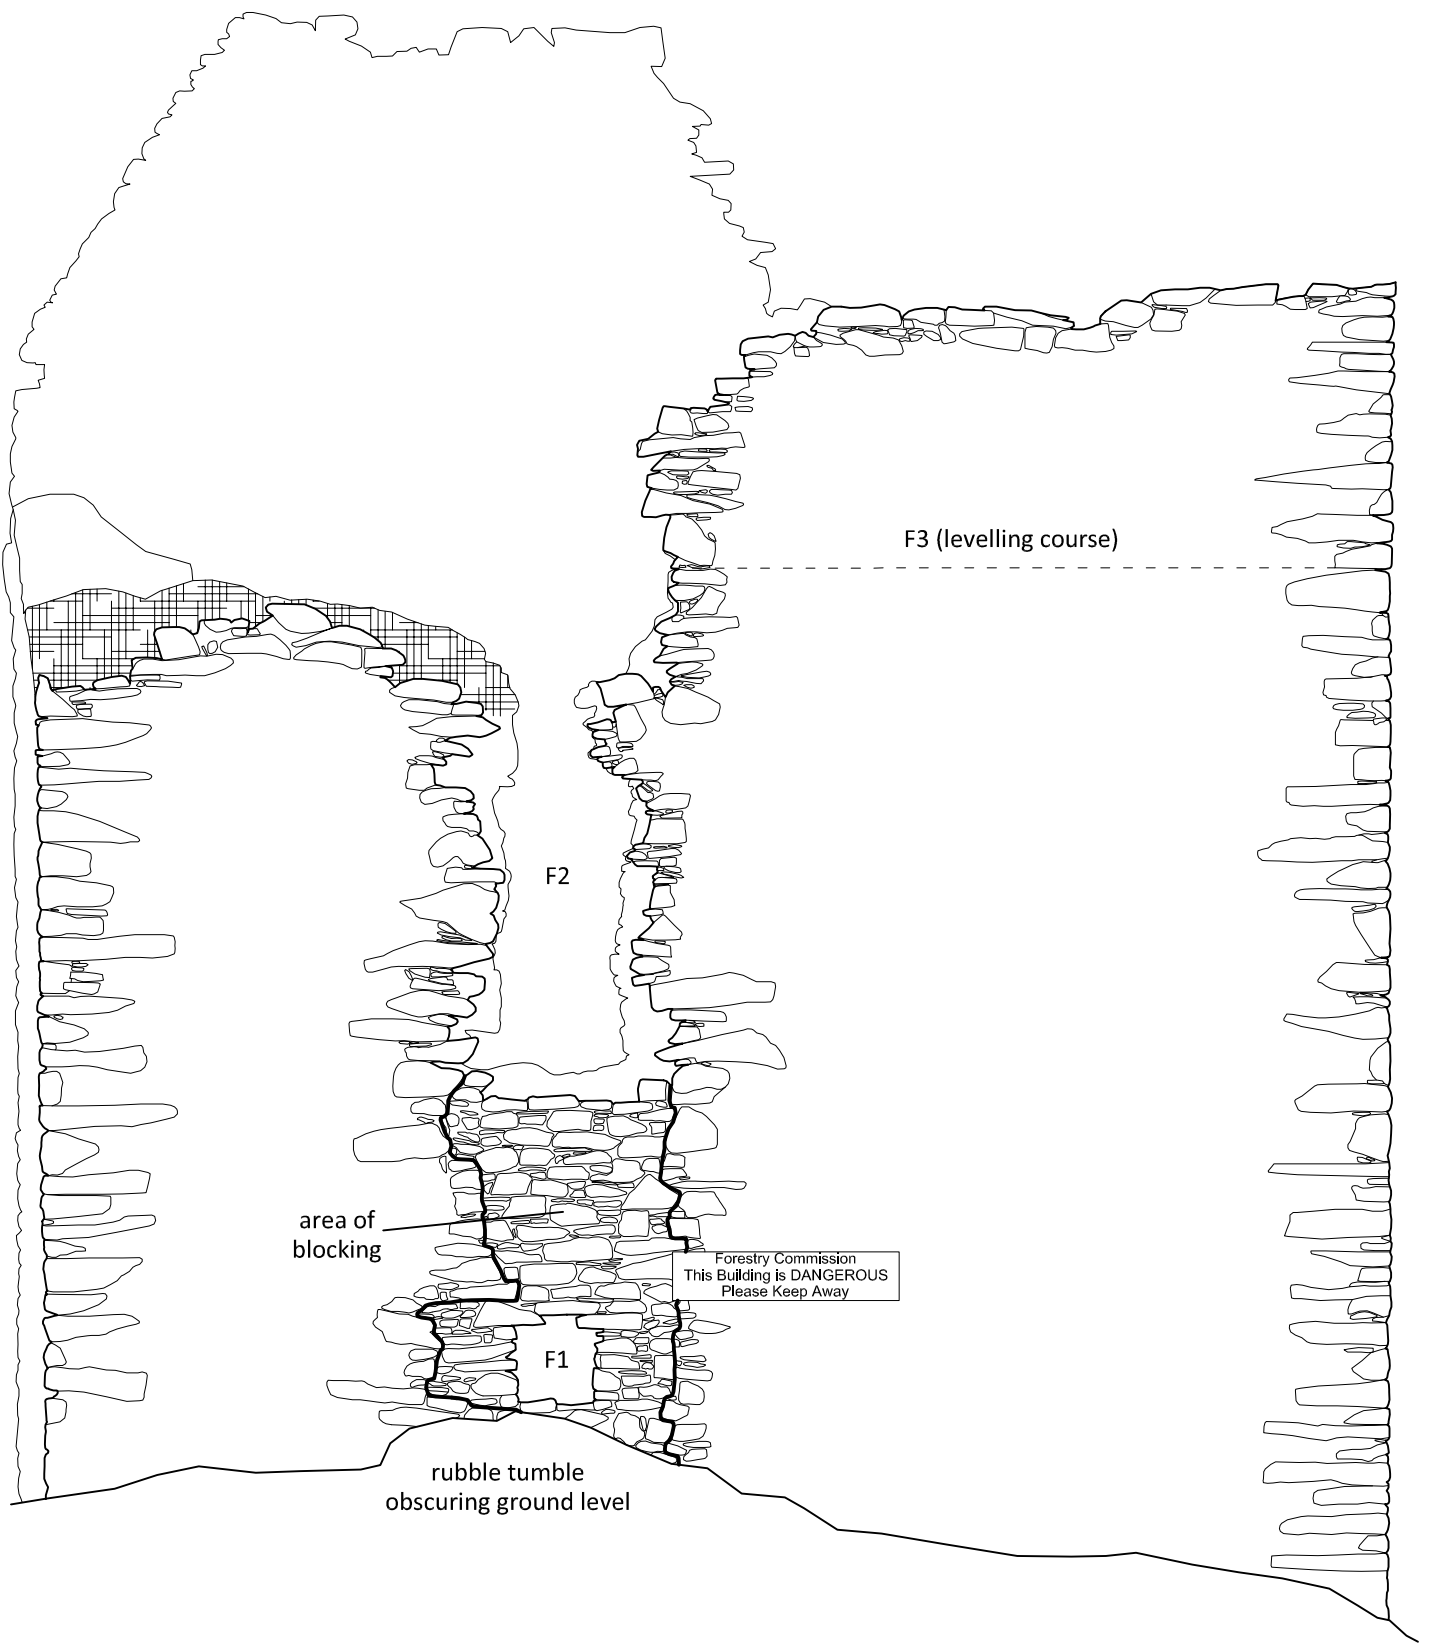 F3 (levelling course)
F2
area of
blocking
Forestry Commission
This Building is DANGEROUS
Please Keep Away
F1
rubble tumble
obscuring ground level